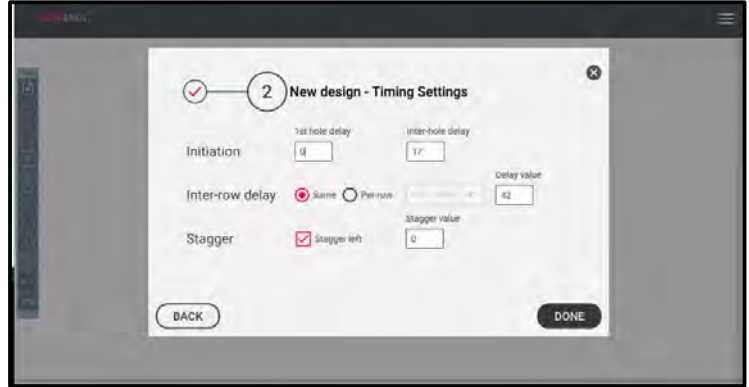 2 New design - Timing Settings
1st hole delay Inter-hole delay
Initiation 0 17
Delay value
Inter-row delay Same Per-row 42
Stagger value
Stagger Stagger left 0
BACK DONE